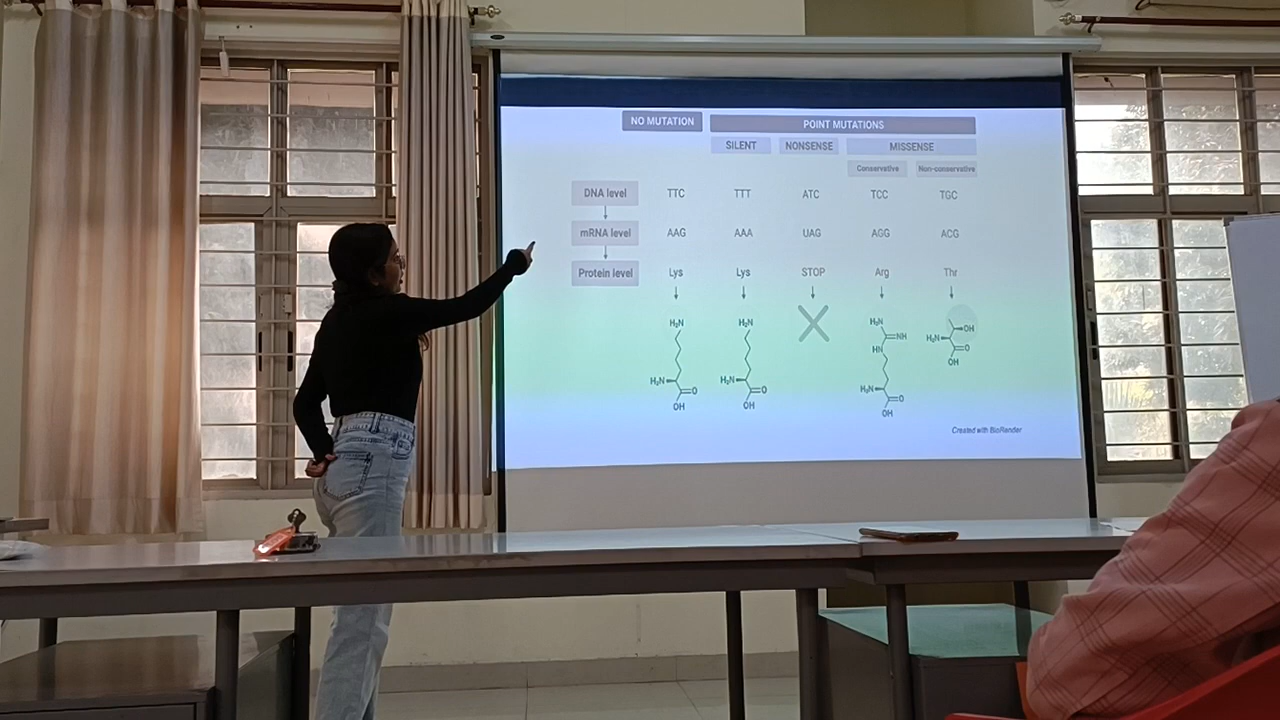 NO MUTATION POINT MUTATIONS
SILENT NONSENSE MISSENSE
Conservative Non-conservative
DNA level TTC TTT ATC TCC TGC
mRNA level AAG AAA UAG AGG ACG
Protein level Lys Lys STOP Arg Thr
H₂N H₂N H₂N NH HN H₂N OH O OH
H₂N O OH H₂N O OH H₂N O OH
Created with BioRender